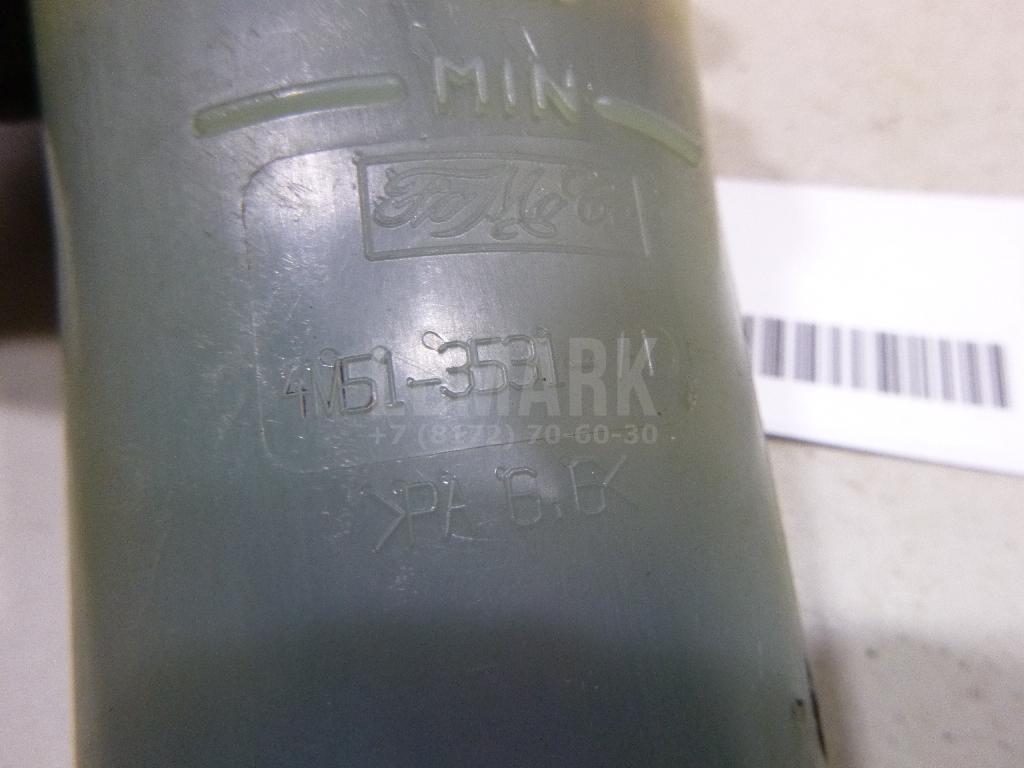 MIN
FoMoCo
4M51-3531
MARK
+7 (8172) 70-60-30
>PA 6.6<